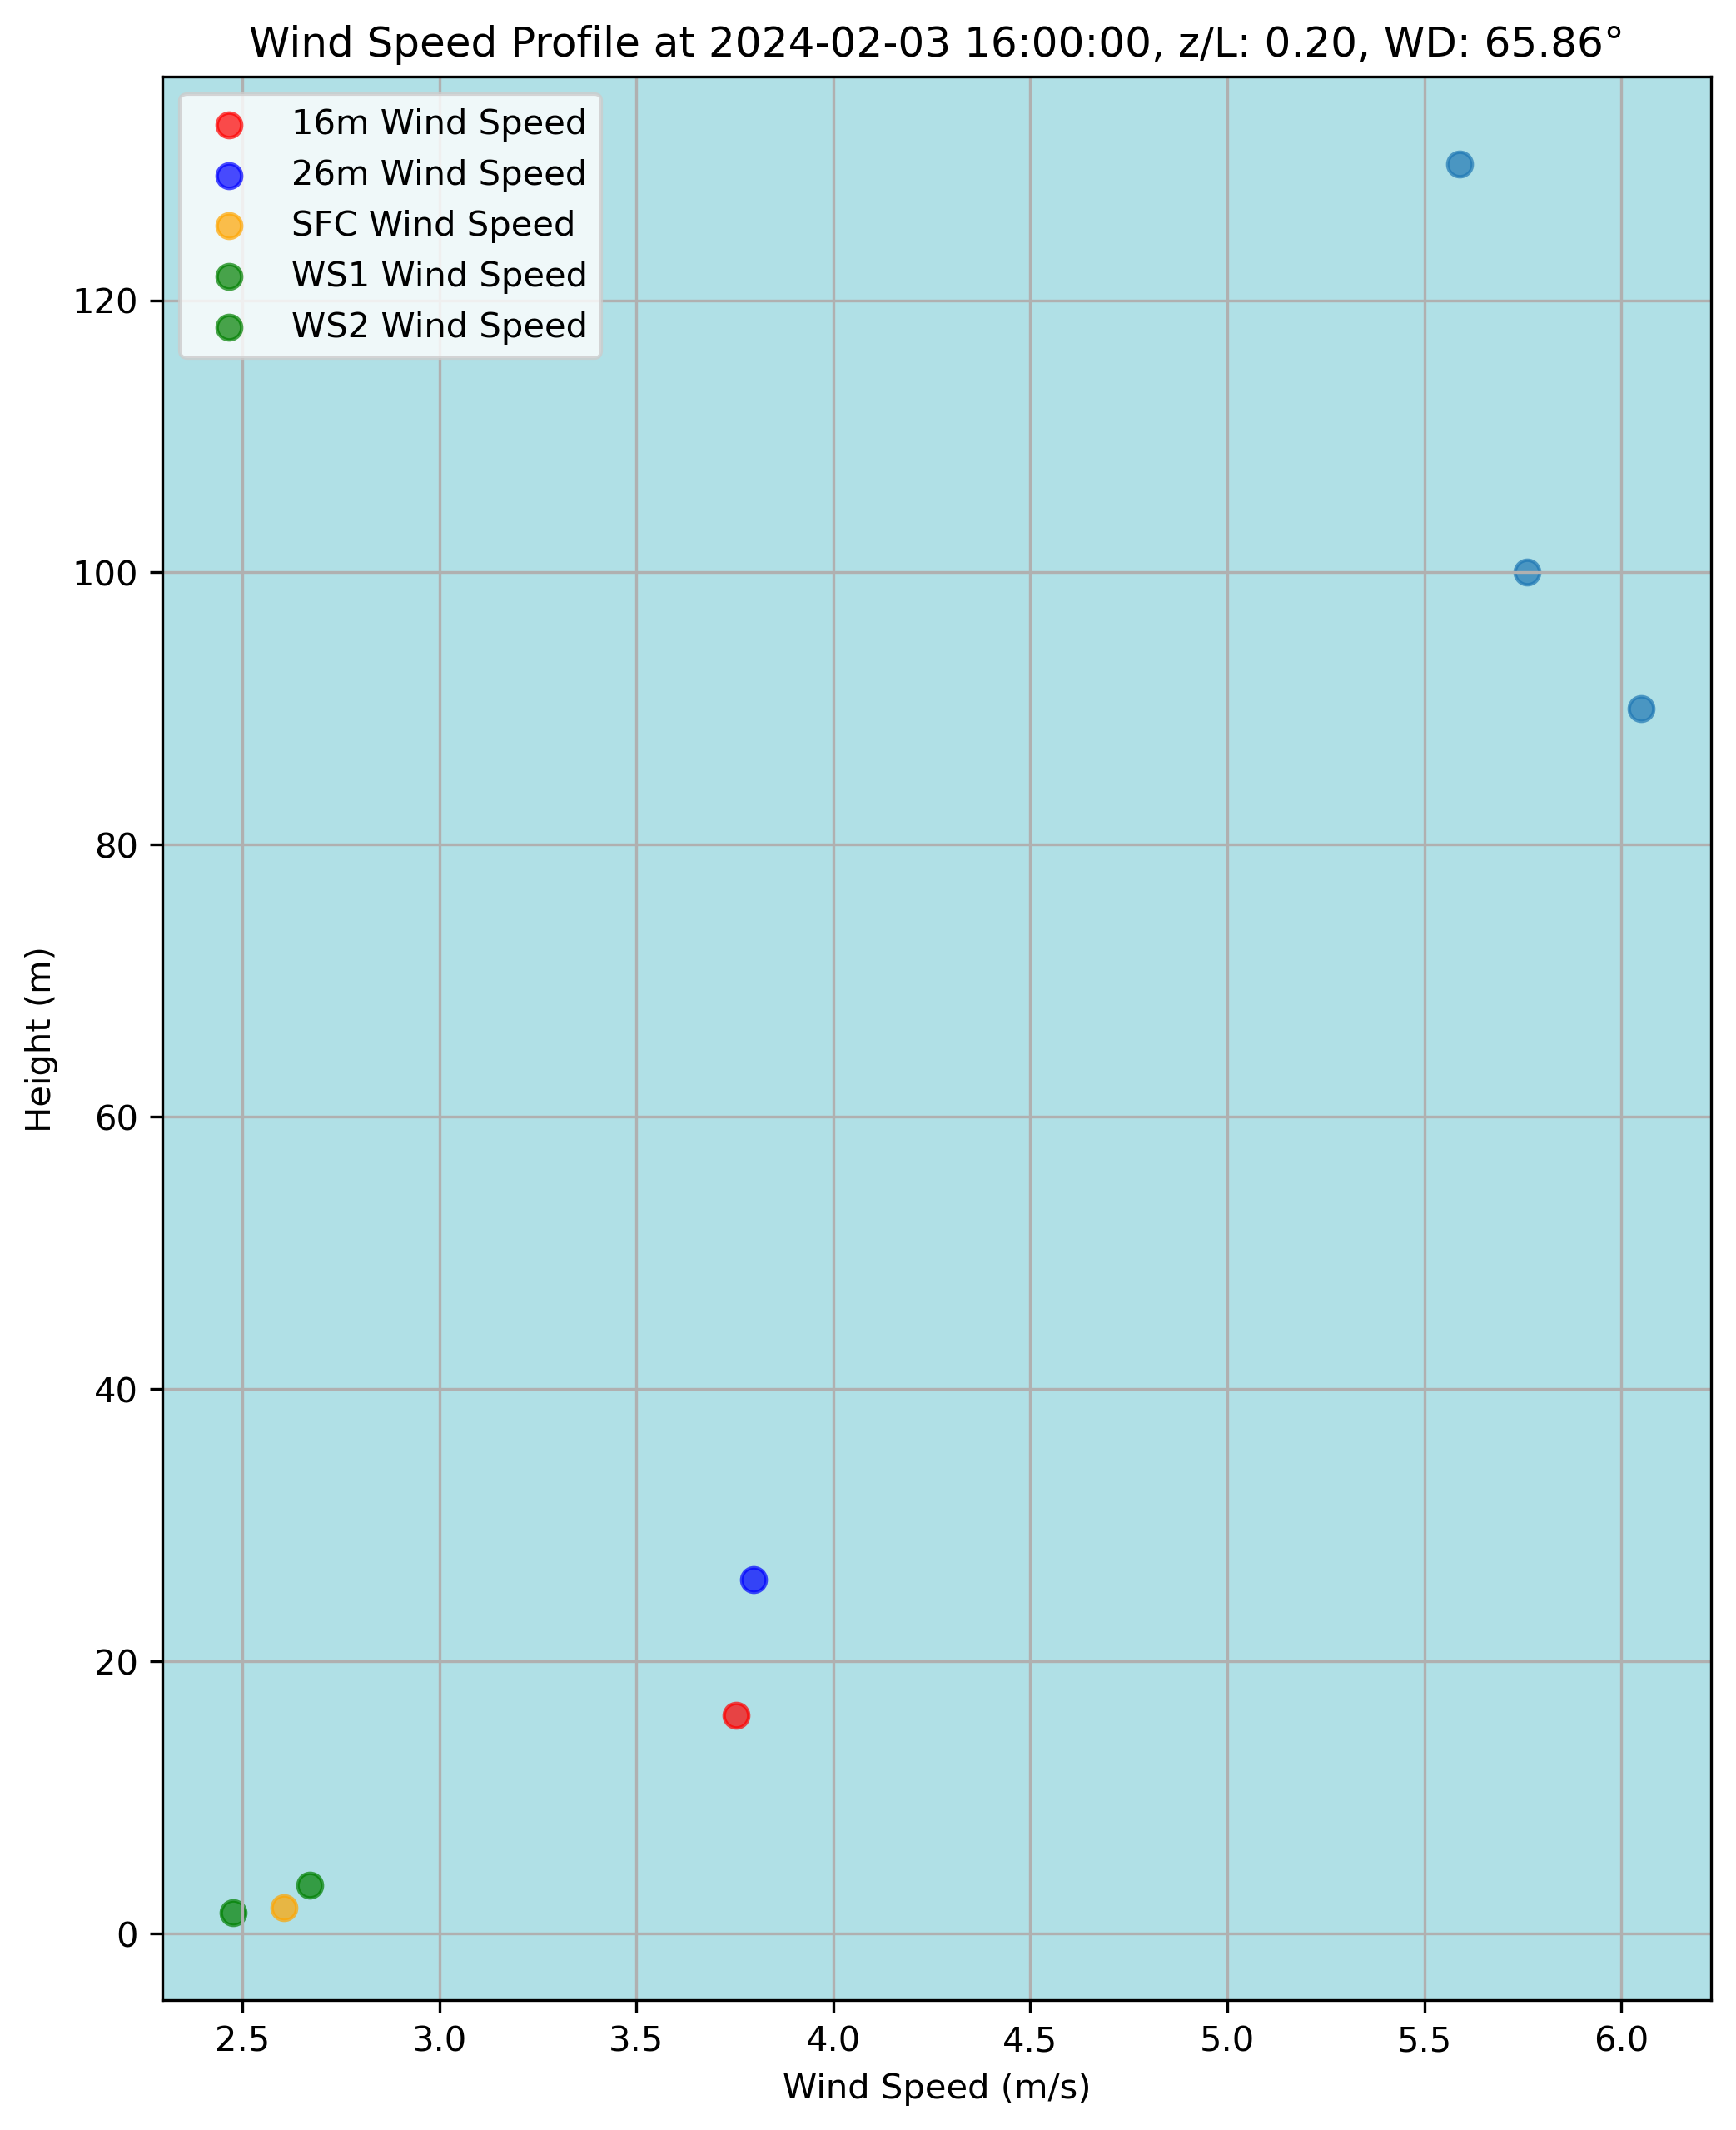 Wind Speed Profile at 2024-02-03 16:00:00, z/L: 0.20, WD: 65.86°
16m Wind Speed
26m Wind Speed
SFC Wind Speed
WS1 Wind Speed
WS2 Wind Speed
120
100
80
60
40
20
0
Height (m)
2.5 3.0 3.5 4.0 4.5 5.0 5.5 6.0
Wind Speed (m/s)